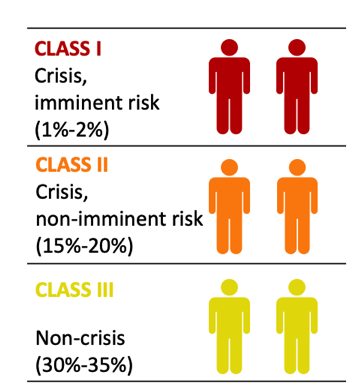 CLASS I
Crisis,
imminent risk
(1%-2%)
CLASS II
Crisis,
non-imminent risk
(15%-20%)
CLASS III
Non-crisis
(30%-35%)